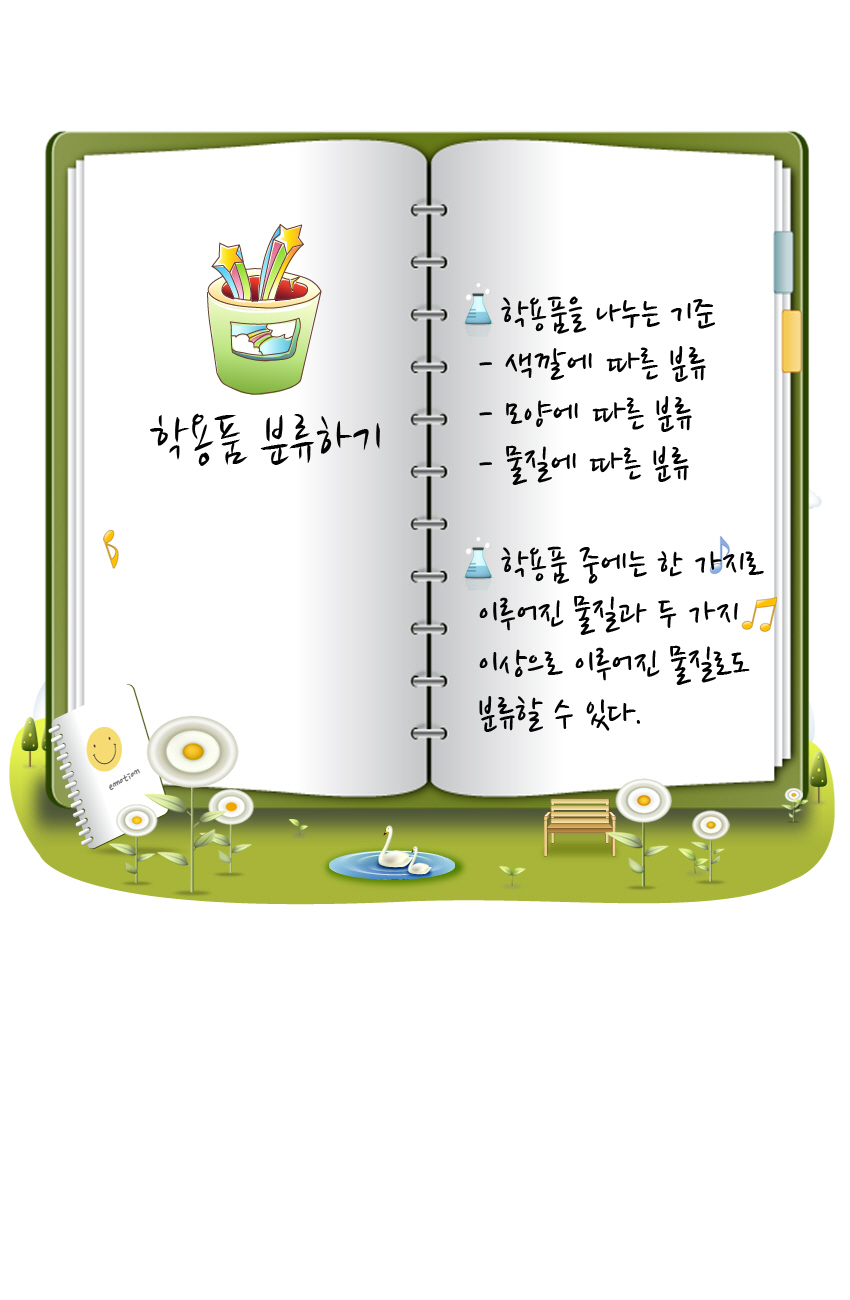 학용품 분류하기
학용품을 나누는 기준
- 색깔에 따른 분류
- 모양에 따른 분류
- 물질에 따른 분류
학용품 중에는 한 가지로
이루어진 물질과 두 가지
이상으로 이루어진 물질로도
분류할 수 있다.
emotion